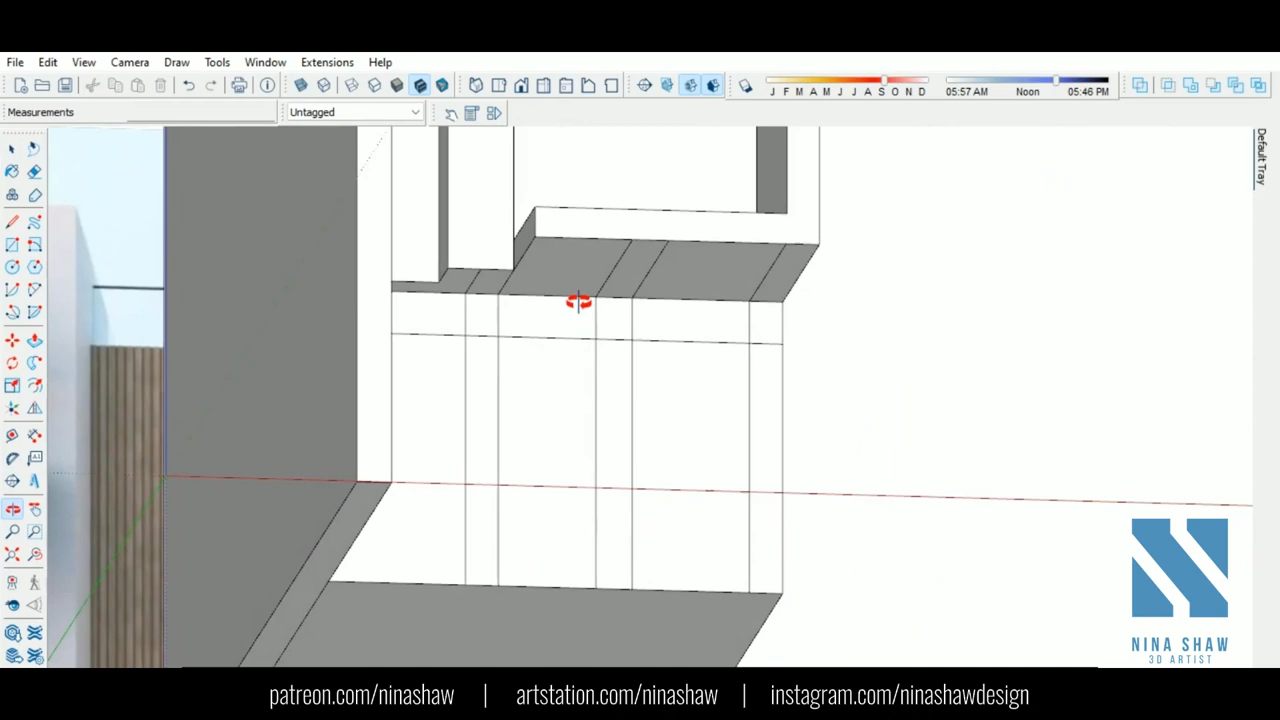 File Edit View Camera Draw Tools Window Extensions Help
J F M A M J J A S O N D 05:57 AM Noon 05:46 PM
Measurements Untagged
Default Tray
NINA SHAW
3D ARTIST
patreon.com/ninashaw | artstation.com/ninashaw | instagram.com/ninashawdesign